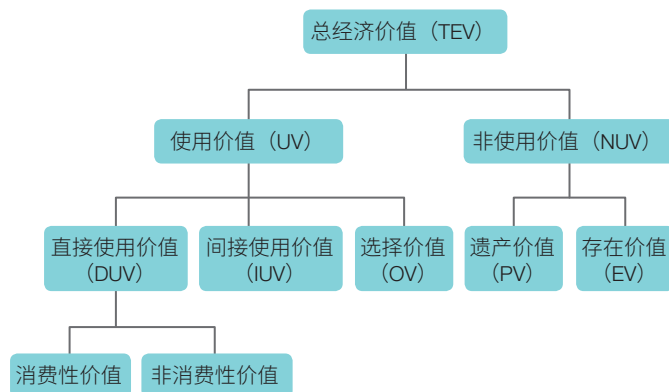 总经济价值（TEV）
使用价值（UV）
非使用价值（NUV）
直接使用价值
（DUV）
间接使用价值
（IUV）
选择价值
（OV）
遗产价值
（PV）
存在价值
（EV）
消费性价值
非消费性价值